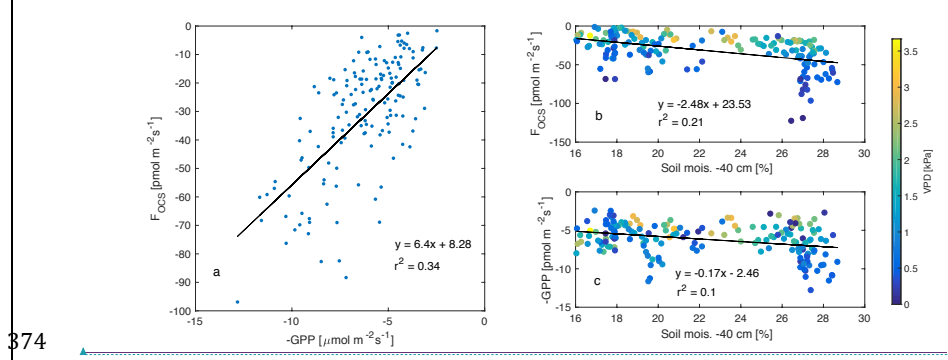 0
-10
-20
-30
-40
-50
-60
-70
-80
-90
-100
F_OCS [pmol m^-2 s^-1]
y = 6.4x + 8.28
r^2 = 0.34
a
-15 -10 -5 0
-GPP [μmol m^-2 s^-1]
0
-50
-100
-150
F_OCS [pmol m^-2 s^-1]
y = -2.48x + 23.53
r^2 = 0.21
b
16 18 20 22 24 26 28 30
Soil mois. -40 cm [%]
0
-5
-10
-15
-GPP [pmol m^-2 s^-1]
y = -0.17x - 2.46
r^2 = 0.1
c
16 18 20 22 24 26 28 30
Soil mois. -40 cm [%]
3.5
3
2.5
2
1.5
1
0.5
0
VPD [kPa]
374